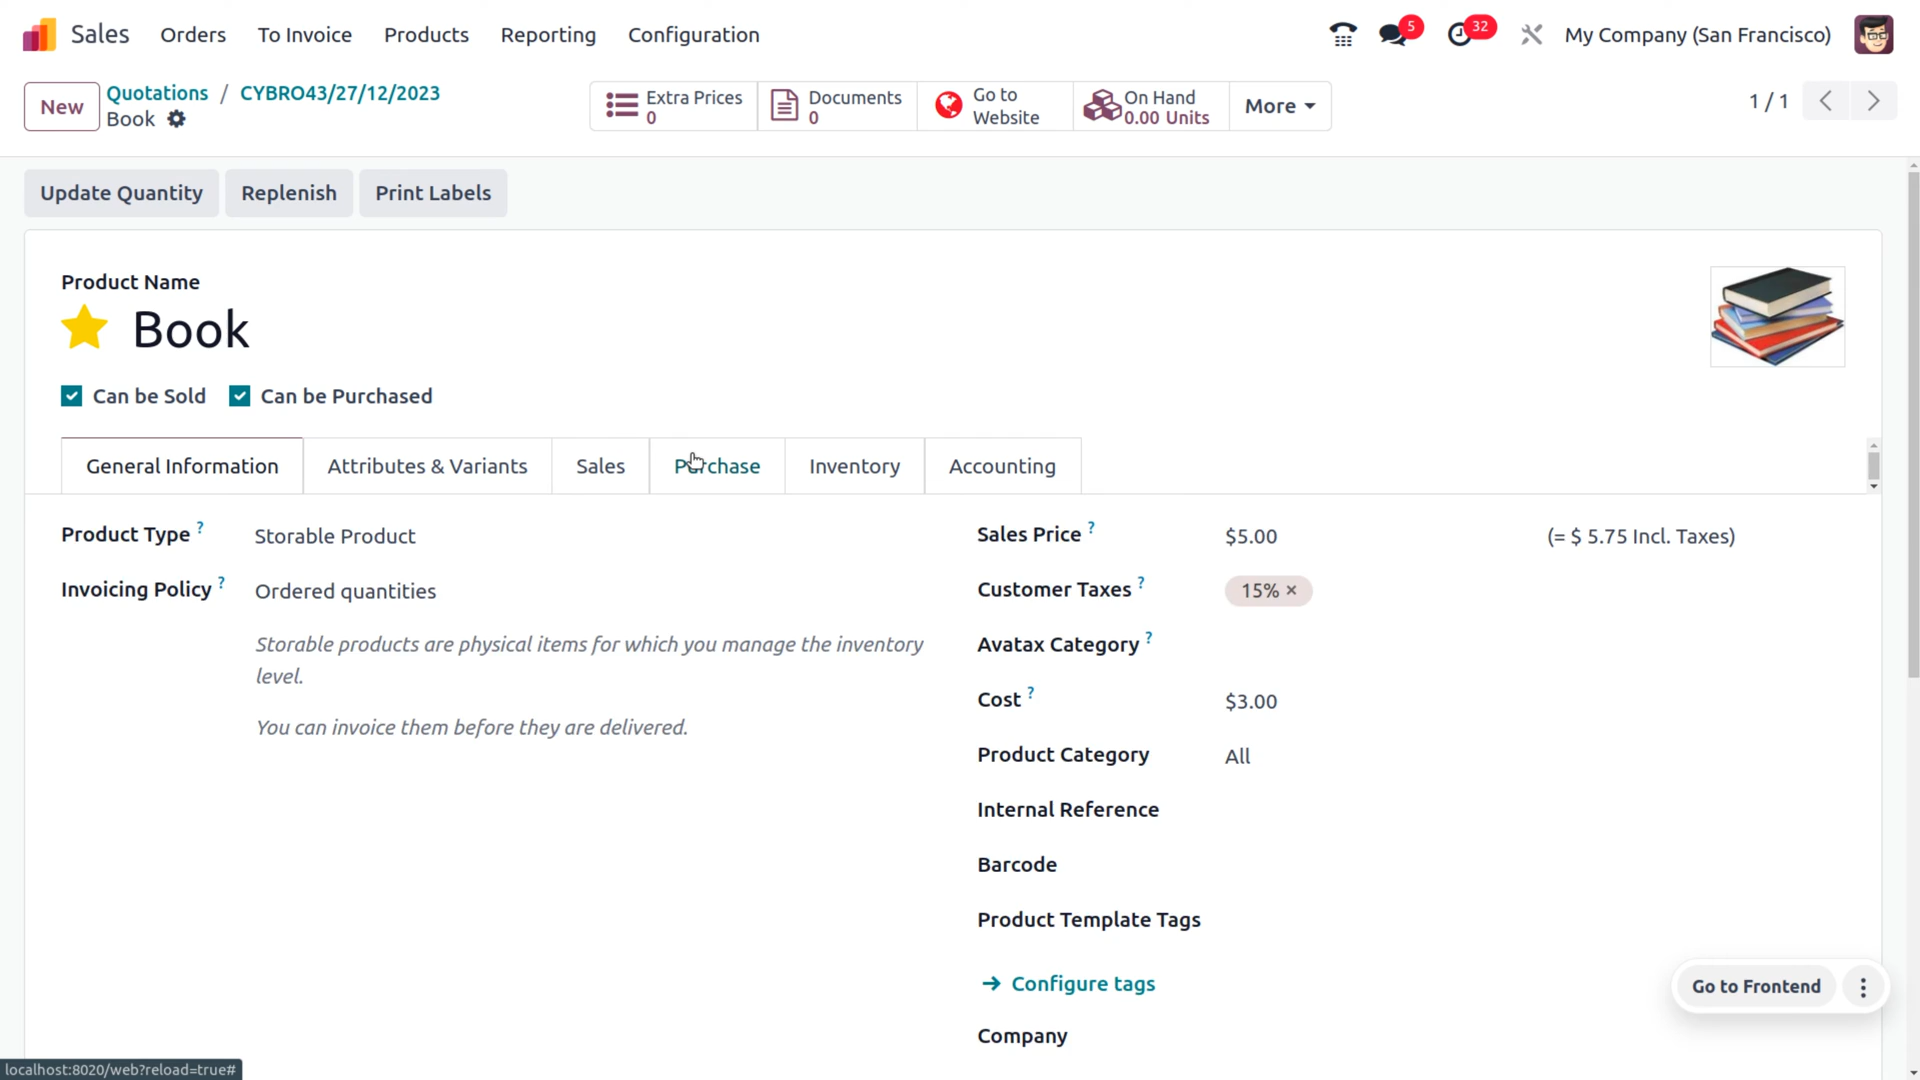 Sales Orders To Invoice Products Reporting Configuration 5 32 My Company (San Francisco)
New Quotations / CYBRO43/27/12/2023
Book
Extra Prices
0
Documents
0
Go to
Website
On Hand
0.00 Units
More
1 / 1
Update Quantity Replenish Print Labels
Product Name
Book
Can be Sold Can be Purchased
General Information Attributes & Variants Sales Purchase Inventory Accounting
Product Type ? Storable Product
Invoicing Policy ? Ordered quantities
Storable products are physical items for which you manage the inventory
level.
You can invoice them before they are delivered.
Sales Price ? $5.00 (= $ 5.75 Incl. Taxes)
Customer Taxes ? 15% ×
Avatax Category ?
Cost ? $3.00
Product Category All
Internal Reference
Barcode
Product Template Tags
→ Configure tags
Company
Go to Frontend
localhost:8020/web?reload=true#